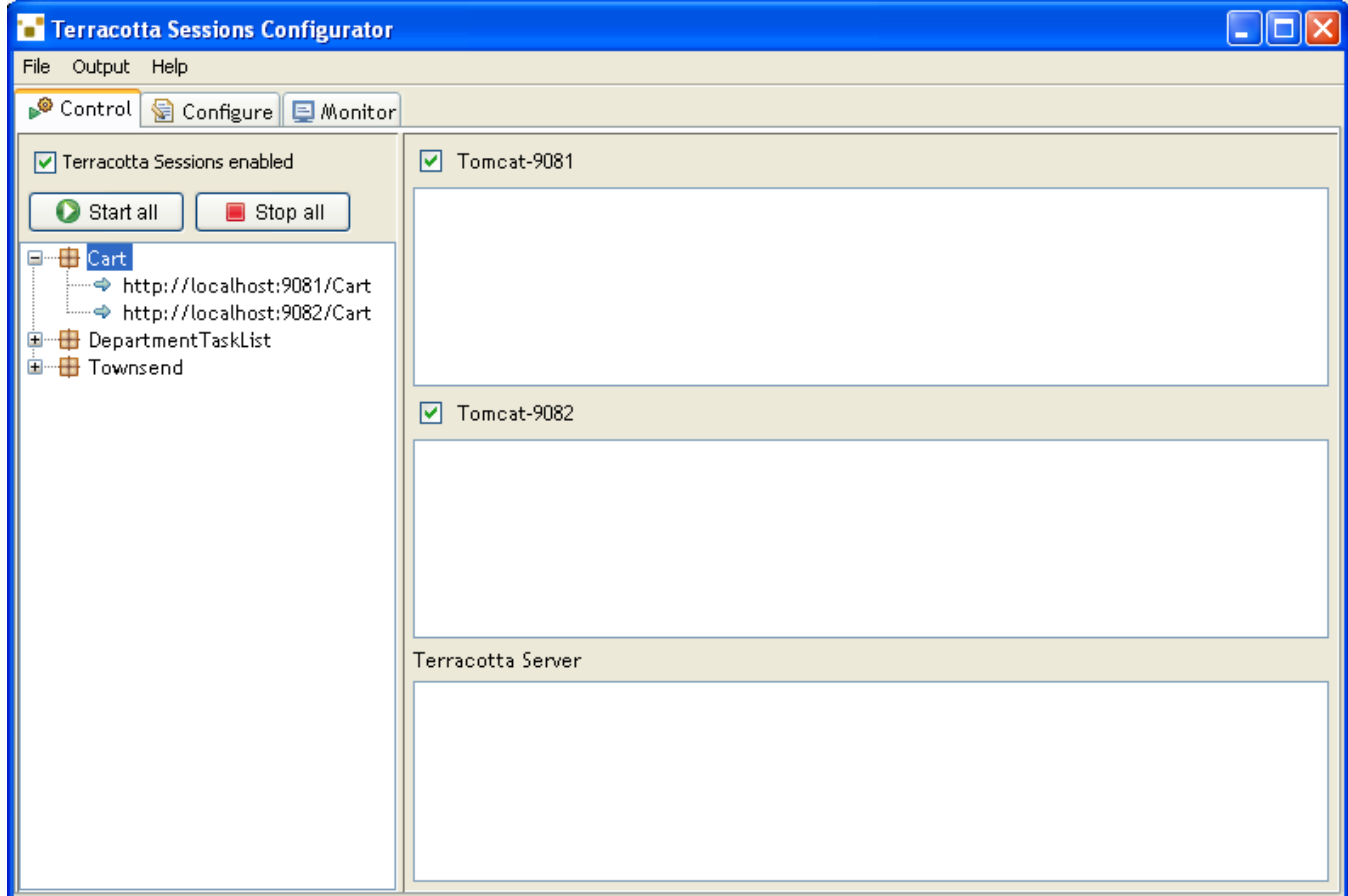 Terracotta Sessions Configurator
File Output Help
Control Configure Monitor
Terracotta Sessions enabled
Start all Stop all
Cart
http://localhost:9081/Cart
http://localhost:9082/Cart
DepartmentTaskList
Townsend
Tomcat-9081
Tomcat-9082
Terracotta Server